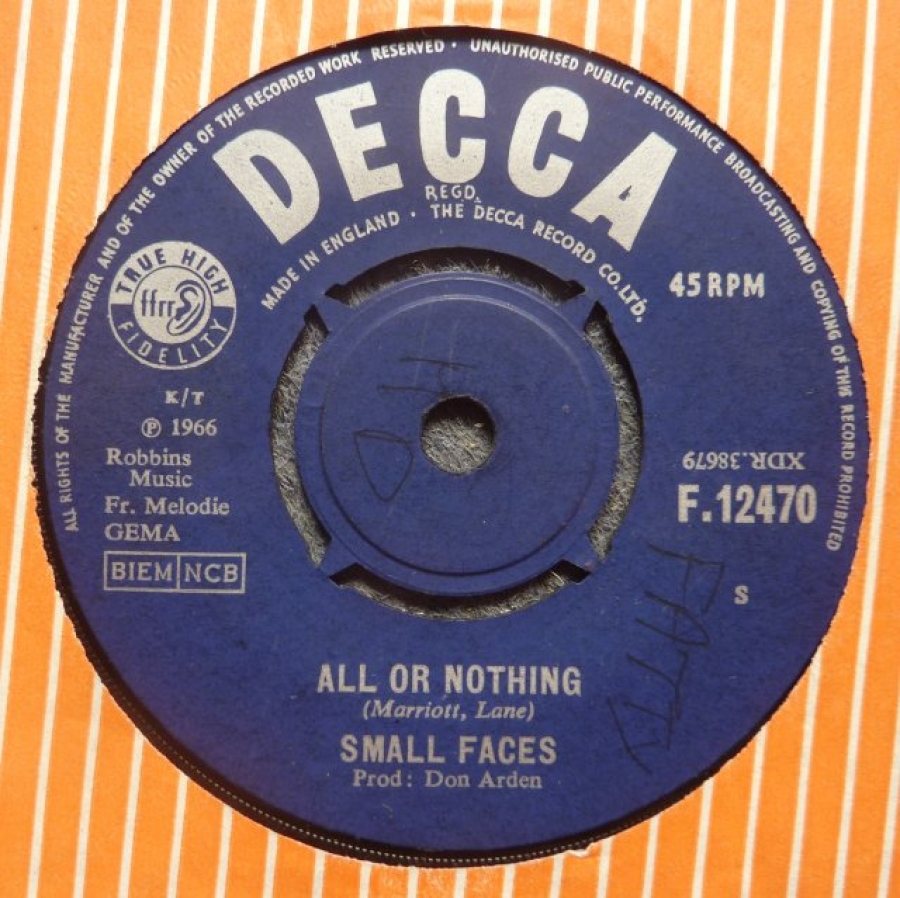 ALL RIGHTS OF THE MANUFACTURER AND OF THE OWNER OF THE RECORDED WORK RESERVED · UNAUTHORISED PUBLIC PERFORMANCE BROADCASTING AND COPYING OF THIS RECORD PROHIBITED
DECCA
REGD.
MADE IN ENGLAND · THE DECCA RECORD CO. LTD.
TRUE HIGH
ffrr
FIDELITY
45 RPM
K/T
℗ 1966
Robbins
Music
Fr. Melodie
GEMA
BIEM NCB
XDR.38679
F.12470
S
PATTY
ALL OR NOTHING
(Marriott, Lane)
SMALL FACES
Prod: Don Arden